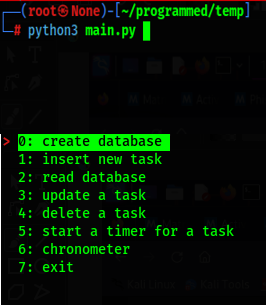 ┌──(root㉿None)-[~/programmed/temp]
└─# python3 main.py
> 0: create database
1: insert new task
2: read database
3: update a task
4: delete a task
5: start a timer for a task
6: chronometer
7: exit